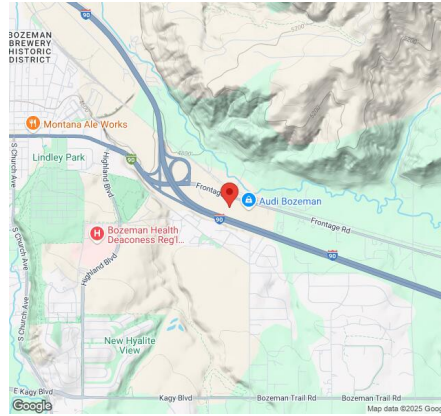 BOZEMAN
BREWERY
HISTORIC
DISTRICT
90
Montana Ale Works
Lindley Park
90
Highland Blvd
S Church Ave
Frontage
Audi Bozeman
Frontage Rd
90
Bozeman Health
Deaconess Reg'l...
Highland Blvd
90
S Church Ave
New Hyalite
View
E Kagy Blvd
Kagy Blvd
Bozeman Trail Rd
Bozeman Trail Rd
Google
Map data ©2025 Goog